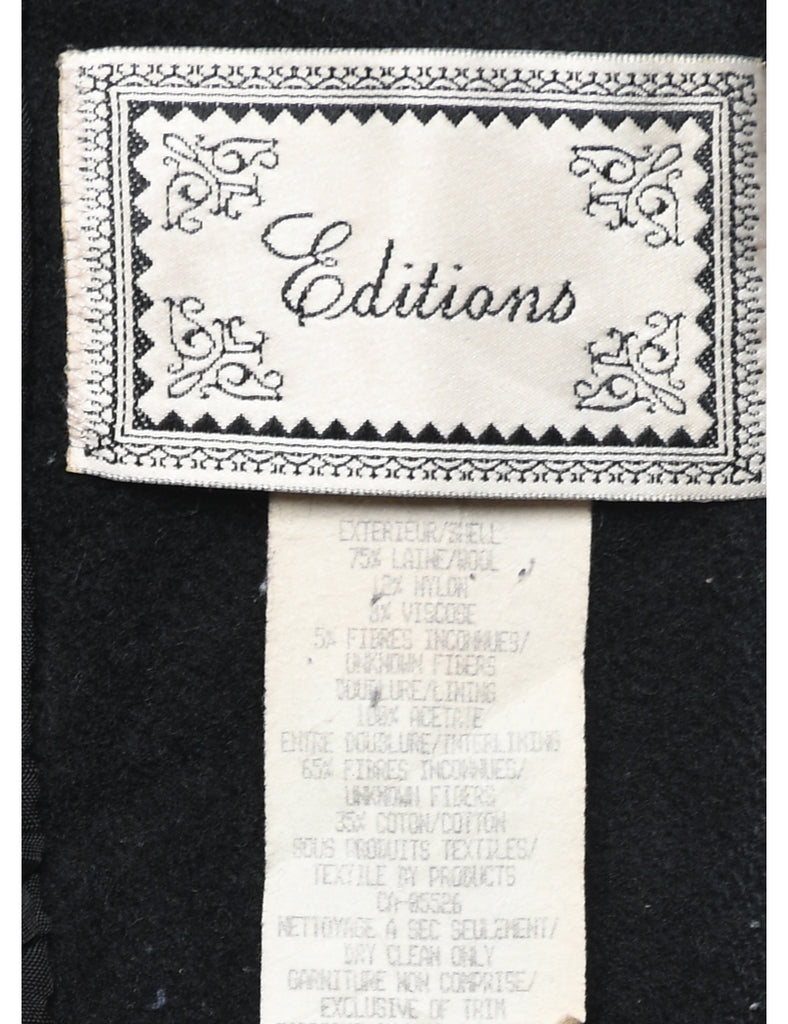 Editions
EXTERIEUR/SHELL
75% LAINE/WOOL
12% NYLON
8% VISCOSE
5% FIBRES INCONNUES/
UNKNOWN FIBERS
DOUBLURE/LINING
100% ACETATE
ENTRE DOUBLURE/INTERLINING
65% FIBRES INCONNUES/
UNKNOWN FIBERS
35% COTON/COTTON
SOUS PRODUITS TEXTILES/
TEXTILE BY PRODUCTS
CA-05526
NETTOYAGE A SEC SEULEMENT/
DRY CLEAN ONLY
GARNITURE NON COMPRISE/
EXCLUSIVE OF TRIM